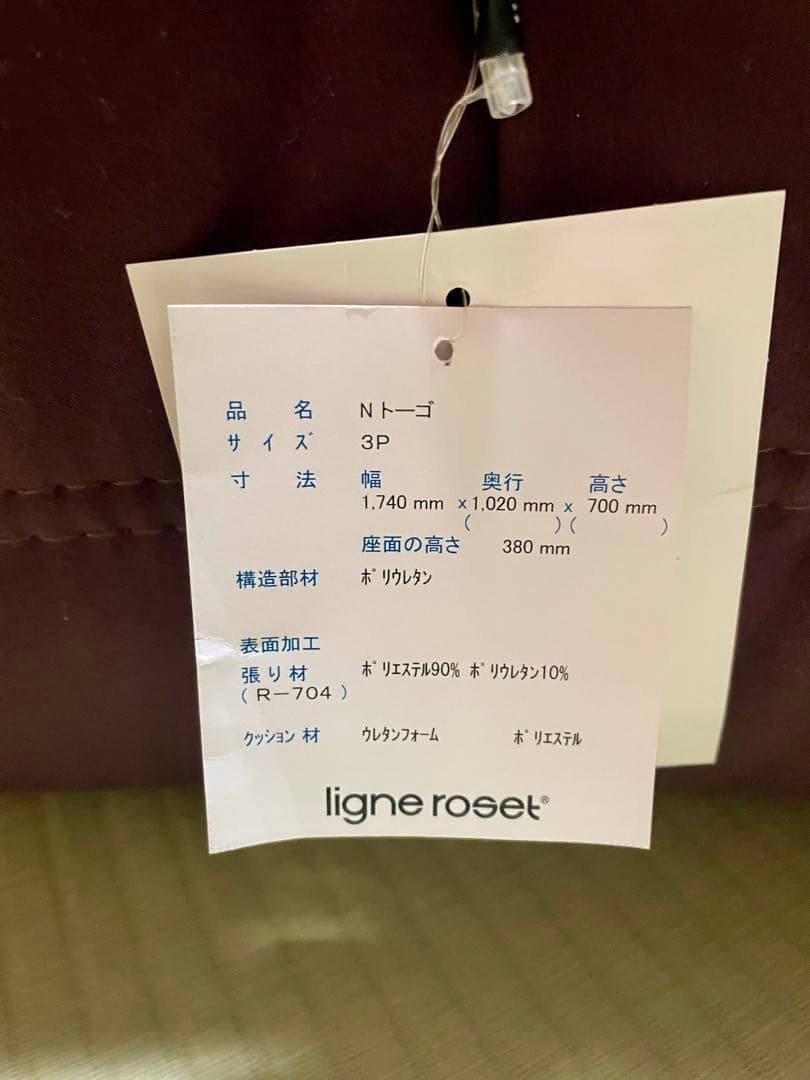 品 名 Nトーゴ
サ イ ズ 3P
寸 法 幅 奥行 高さ
1.740 mm x 1.020 mm x 700 mm
( ) ( )
座面の高さ 380 mm
構造部材 ポリウレタン
表面加工
張り材 ポリエステル90% ポリウレタン10%
( R-704 )
クッション 材 ウレタンフォーム ポリエステル
ligne roset®